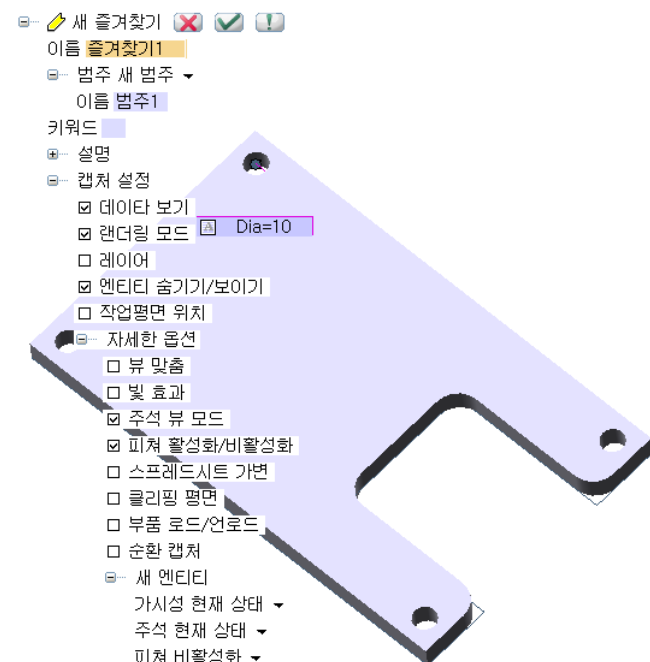 새 즐겨찾기
이름 즐겨찾기1
범주 새 범주
이름 범주1
키워드
설명
캡처 설정
데이타 보기
랜더링 모드
Dia=10
레이어
엔티티 숨기기/보이기
작업평면 위치
자세한 옵션
뷰 맞춤
빛 효과
주석 뷰 모드
피쳐 활성화/비활성화
스프레드시트 가변
클리핑 평면
부품 로드/언로드
순환 캡처
새 엔티티
가시성 현재 상태
주석 현재 상태
피쳐 비활성화